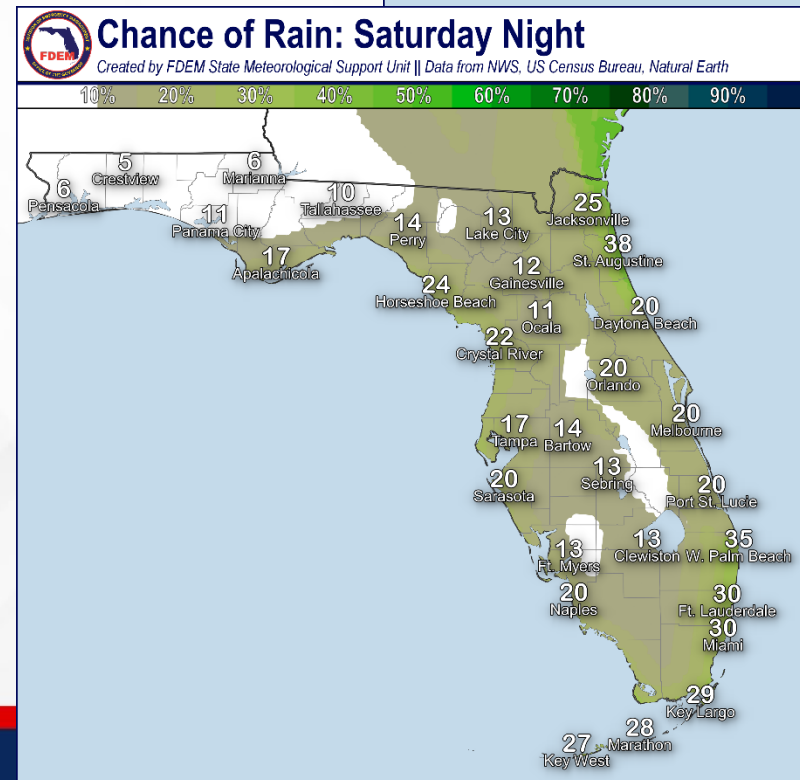 Chance of Rain: Saturday Night
Created by FDEM State Meteorological Support Unit || Data from NWS, US Census Bureau, Natural Earth
FDEM
10% 20% 30% 40% 50% 60% 70% 80% 90%
5
Crestview
6
Marianna
6
Pensacola
10
Tallahassee
11
Panama City
14
Perry
13
Lake City
25
Jacksonville
17
Apalachicola
38
St. Augustine
12
Gainesville
24
Horseshoe Beach
11
Ocala
20
Daytona Beach
22
Crystal River
20
Orlando
17
Tampa
14
Bartow
20
Melbourne
13
Sebring
20
Sarasota
20
Port St. Lucie
13
Ft. Myers
13
Clewiston
35
W. Palm Beach
20
Naples
30
Ft. Lauderdale
30
Miami
29
Key Largo
28
Marathon
27
Key West